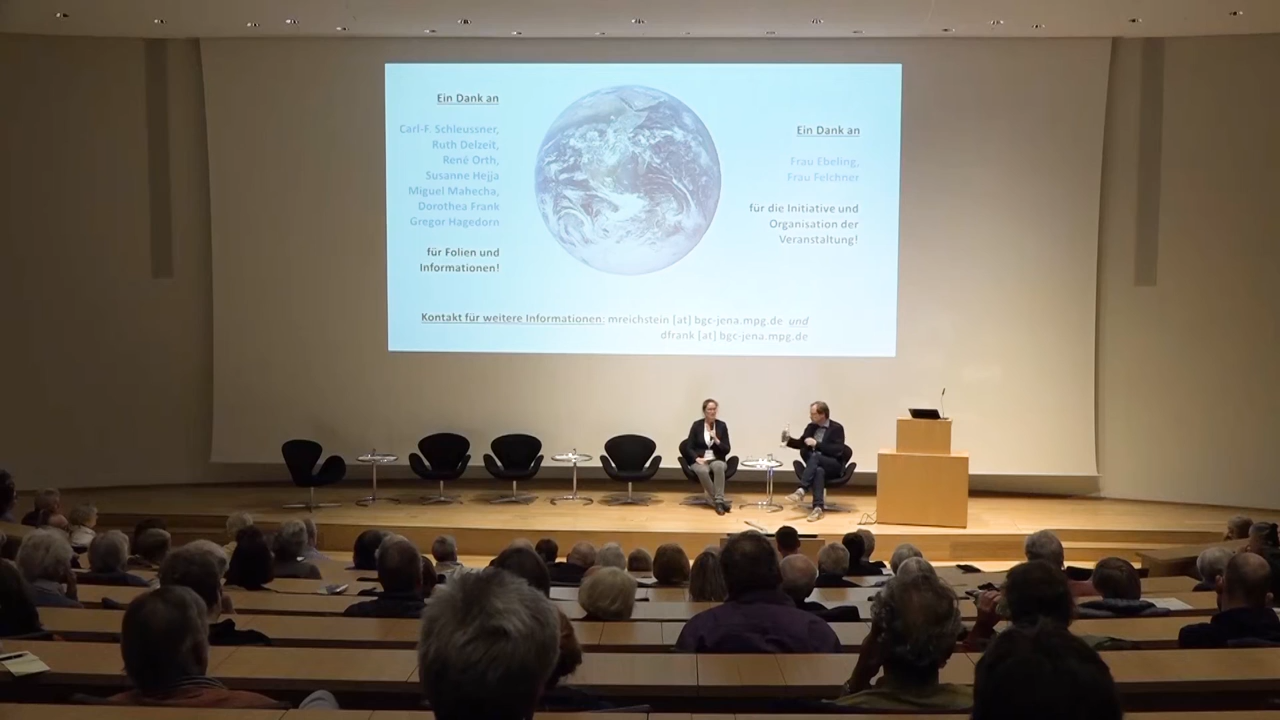 Ein Dank an
Carl-F. Schleussner,
Ruth Delzeit,
René Orth,
Susanne Hejja
Miguel Mahecha,
Dorothea Frank
Gregor Hagedorn
für Folien und
Informationen!
Ein Dank an
Frau Ebeling,
Frau Felchner
für die Initiative und
Organisation der
Veranstaltung!
Kontakt für weitere Informationen: mreichstein [at] bgc-jena.mpg.de und
dfrank [at] bgc-jena.mpg.de